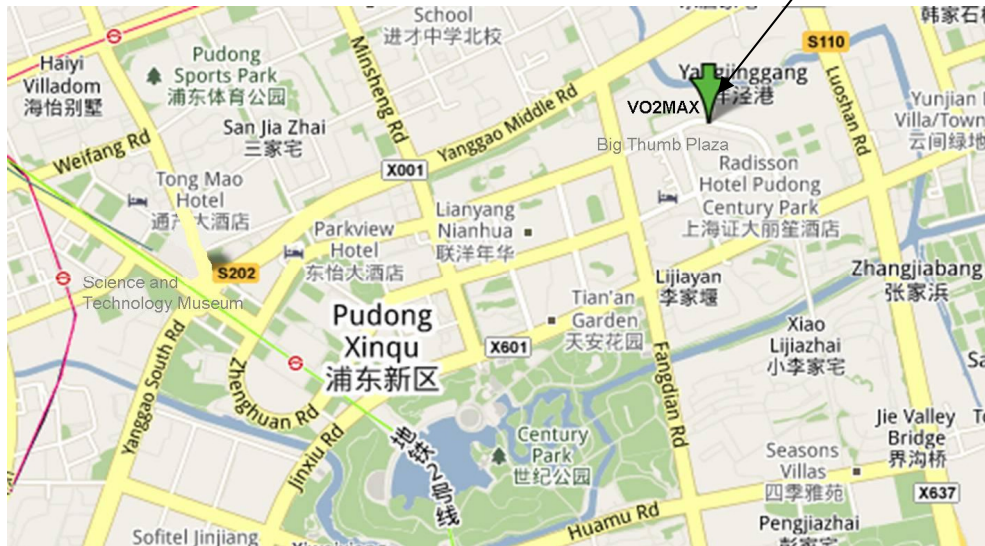 School
进才中学北校
S110
Haiyi
Villadom
海怡别墅
Pudong
Sports Park
浦东体育公园
Minsheng Rd
Yangjinggang
洋泾港
Luoshan Rd
VO2MAX
Yanggao Middle Rd
Yunjian
Villa/Town
云间绿地
San Jia Zhai
三家宅
Weifang Rd
Big Thumb Plaza
X001
Radisson
Hotel Pudong
Century Park
上海证大丽笙酒店
Tong Mao
Hotel
通茂大酒店
Lianyang
Nianhua
联洋年华
Parkview
Hotel
东怡大酒店
S202
Science and
Technology Museum
Lijiayan
李家堰
Zhangjiabang
张家浜
Tian'an
Garden
天安花园
Pudong
Xinqu
浦东新区
X601
Xiao
Lijiazhai
小李家宅
Yanggao South Rd
Zhenghuan Rd
Fangdian Rd
Jinxiu Rd
地铁2号线
Century
Park
世纪公园
Jie Valley
Bridge
界沟桥
Seasons
Villas
四季雅苑
X637
Huamu Rd
Pengjiazhai
彭家宅
Sofitel Jinjiang